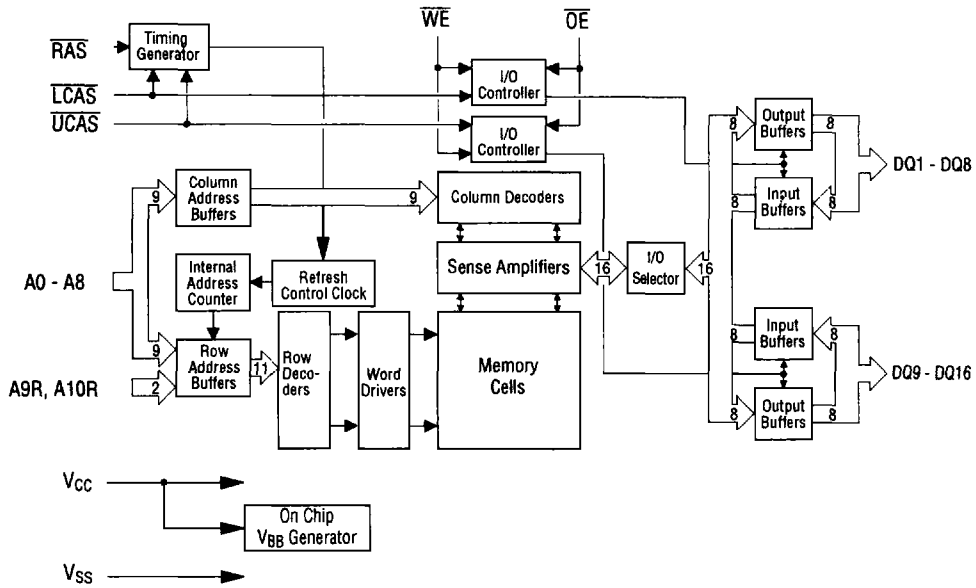 WE
OE
RAS
Timing
Generator
LCAS
UCAS
I/O
Controller
I/O
Controller
8
Output
Buffers
8
DQ1 - DQ8
8
Input
Buffers
8
9
Column
Address
Buffers
9
Column Decoders
A0 - A8
Internal
Address
Counter
Refresh
Control Clock
Sense Amplifiers
16
I/O
Selector
16
9
Row
Address
Buffers
11
Row
Deco-
ders
Word
Drivers
Memory
Cells
A9R, A10R
2
8
Input
Buffers
8
DQ9 - DQ16
8
Output
Buffers
8
VCC
On Chip
VBB Generator
VSS